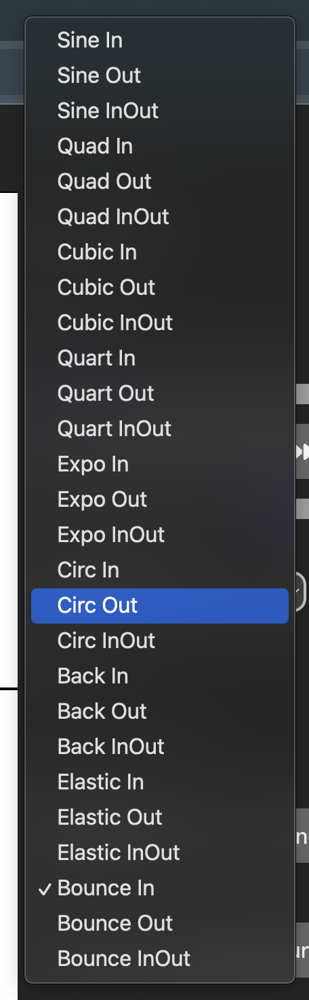 Sine In
Sine Out
Sine InOut
Quad In
Quad Out
Quad InOut
Cubic In
Cubic Out
Cubic InOut
Quart In
Quart Out
Quart InOut
Expo In
Expo Out
Expo InOut
Circ In
Circ Out
Circ InOut
Back In
Back Out
Back InOut
Elastic In
Elastic Out
Elastic InOut
✓ Bounce In
Bounce Out
Bounce InOut